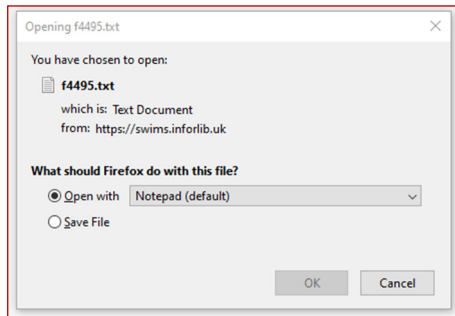 Opening f4495.txt
You have chosen to open:
f4495.txt
which is: Text Document
from: https://swims.inforlib.uk
What should Firefox do with this file?
Open with Notepad (default)
Save File
OK Cancel